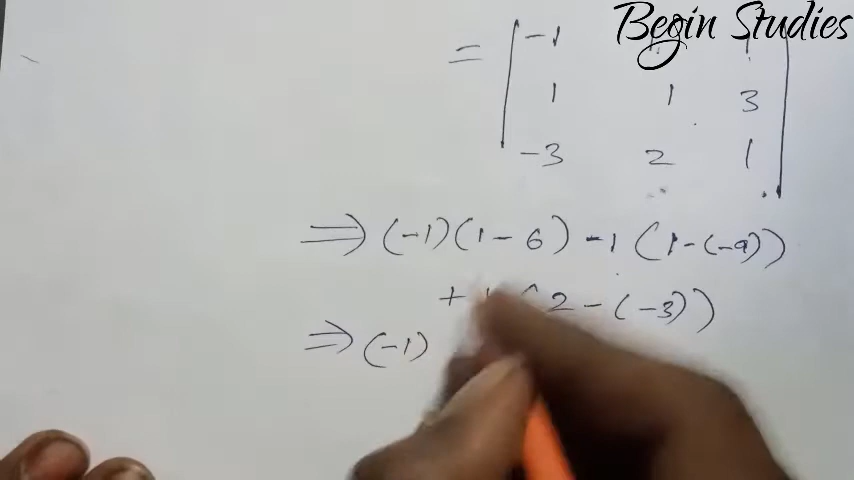 Begin Studies
= | -1 1 |
1 1 3
-3 2 1
⇒ (-1)(1-6) -1 (1-(-9))
+ 1 ( 2 - (-3))
⇒ (-1)